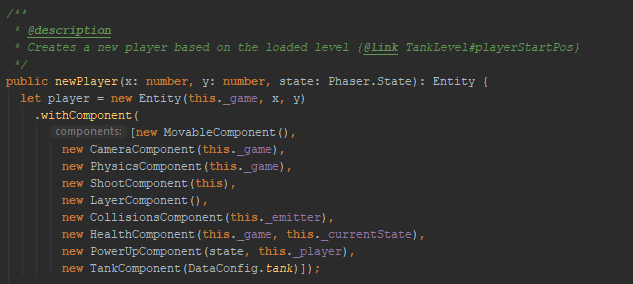 /**
* @description
* Creates a new player based on the loaded level {@link TankLevel#playerStartPos}
*/
public newPlayer(x: number, y: number, state: Phaser.State): Entity {
let player = new Entity(this._game, x, y)
.withComponent(
components: [new MovableComponent(),
new CameraComponent(this._game),
new PhysicsComponent(this._game),
new ShootComponent(this),
new LayerComponent(),
new CollisionsComponent(this._emitter),
new HealthComponent(this._game, this._currentState),
new PowerUpComponent(state, this._player),
new TankComponent(DataConfig.tank)]);